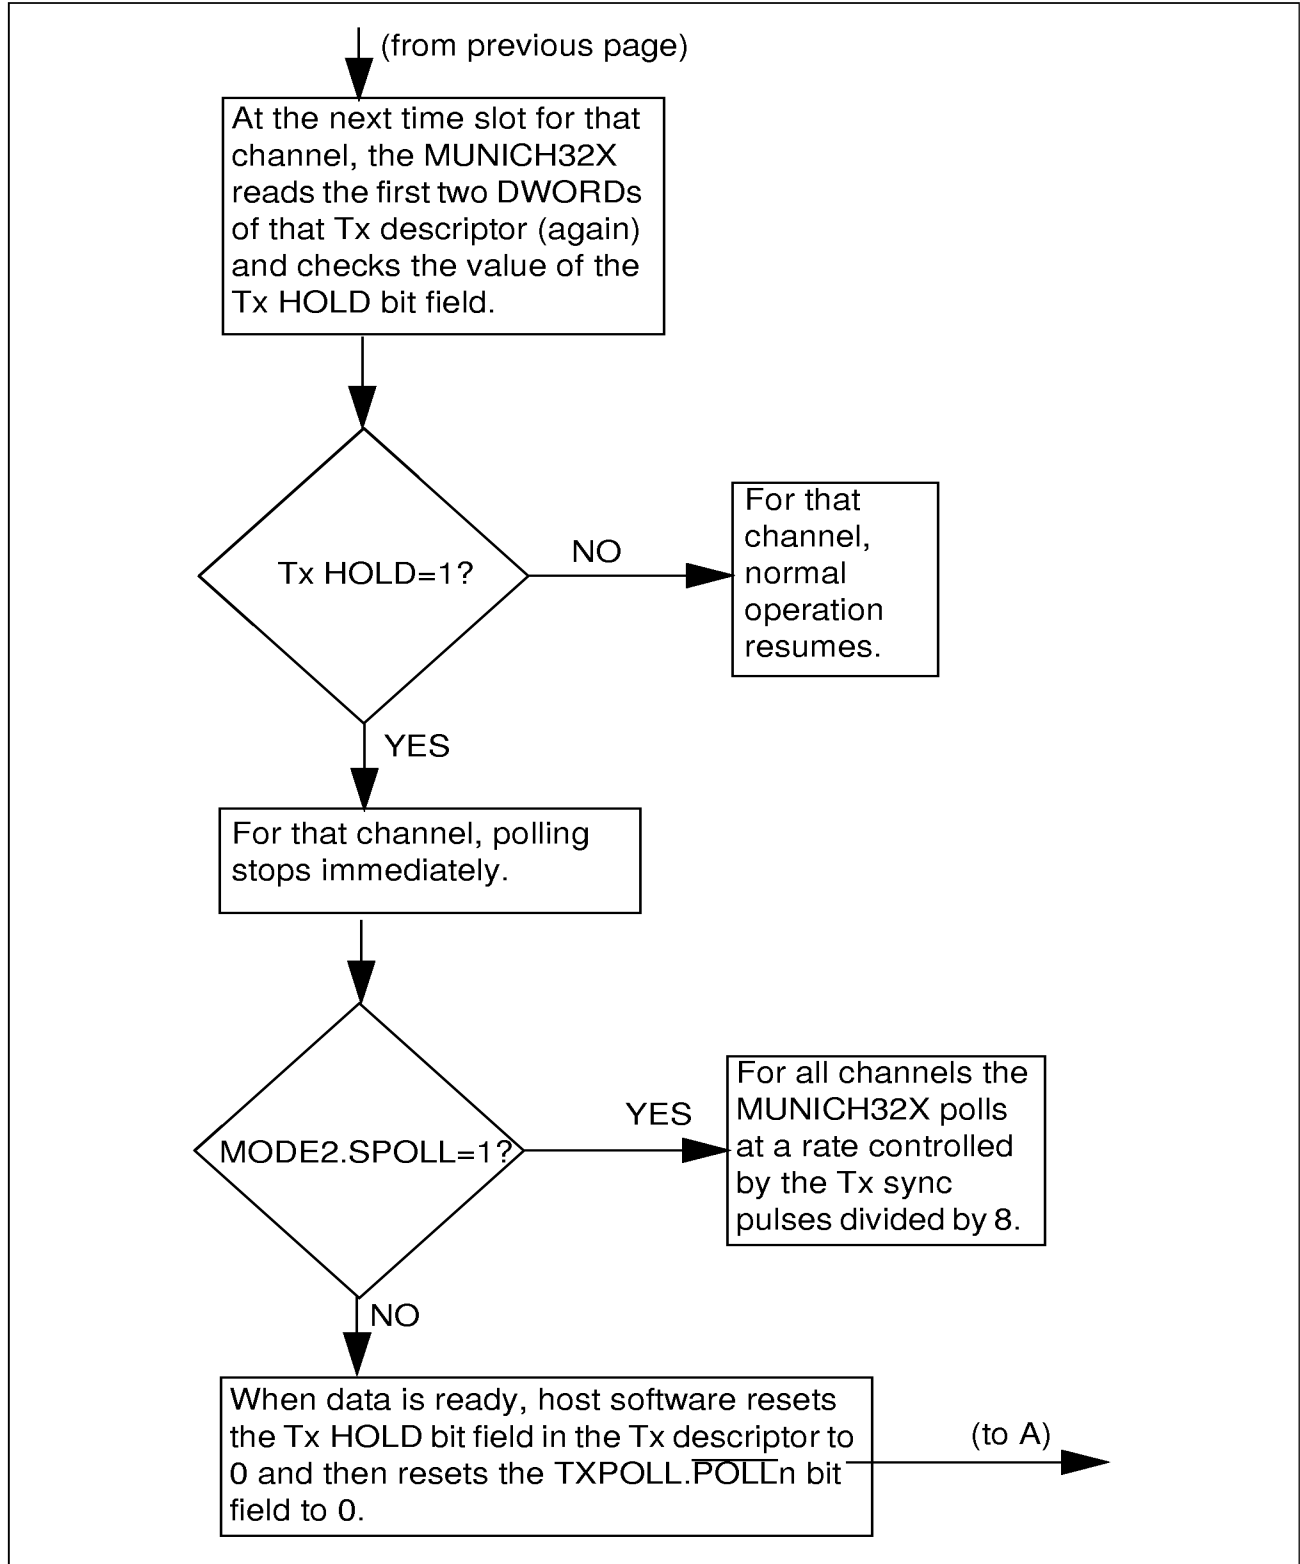 (from previous page)
At the next time slot for that
channel, the MUNICH32X
reads the first two DWORDs
of that Tx descriptor (again)
and checks the value of the
Tx HOLD bit field.
Tx HOLD=1?
NO
For that
channel,
normal
operation
resumes.
YES
For that channel, polling
stops immediately.
MODE2.SPOLL=1?
YES
For all channels the
MUNICH32X polls
at a rate controlled
by the Tx sync
pulses divided by 8.
NO
When data is ready, host software resets
the Tx HOLD bit field in the Tx descriptor to
0 and then resets the TXPOLL.P̅O̅L̅L̅n bit
field to 0.
(to A)